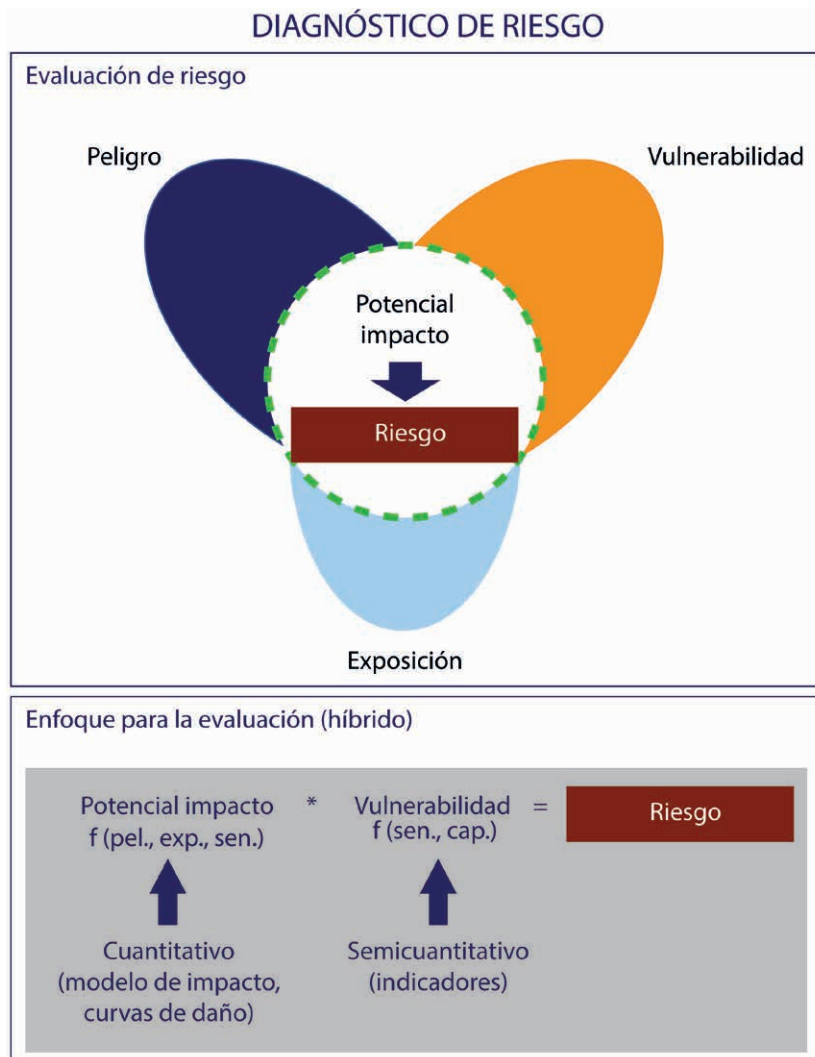 DIAGNÓSTICO DE RIESGO
Evaluación de riesgo
Peligro
Vulnerabilidad
Potencial
impacto
Riesgo
Exposición
Enfoque para la evaluación (híbrido)
Potencial impacto * Vulnerabilidad = Riesgo
f (pel., exp., sen.) f (sen., cap.)
Cuantitativo
(modelo de impacto,
curvas de daño)
Semicuantitativo
(indicadores)